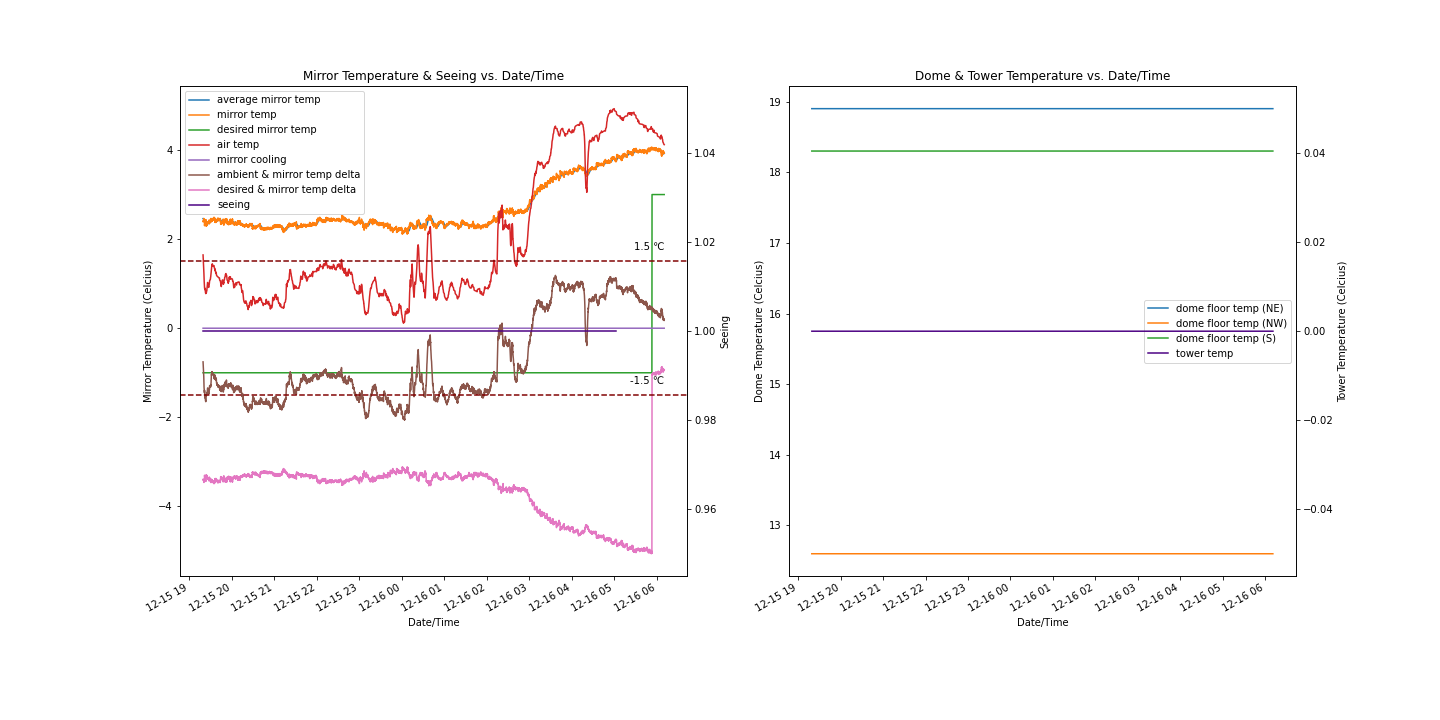 Mirror Temperature & Seeing vs. Date/Time
average mirror temp
mirror temp
desired mirror temp
air temp
mirror cooling
ambient & mirror temp delta
desired & mirror temp delta
seeing
4
2
0
−2
−4
Mirror Temperature (Celcius)
1.5 °C
-1.5 °C
1.04
1.02
1.00
0.98
0.96
Seeing
12-15 19
12-15 20
12-15 21
12-15 22
12-15 23
12-16 00
12-16 01
12-16 02
12-16 03
12-16 04
12-16 05
12-16 06
Date/Time
Dome & Tower Temperature vs. Date/Time
19
18
17
16
15
14
13
Dome Temperature (Celcius)
dome floor temp (NE)
dome floor temp (NW)
dome floor temp (S)
tower temp
0.04
0.02
0.00
−0.02
−0.04
Tower Temperature (Celcius)
12-15 19
12-15 20
12-15 21
12-15 22
12-15 23
12-16 00
12-16 01
12-16 02
12-16 03
12-16 04
12-16 05
12-16 06
Date/Time